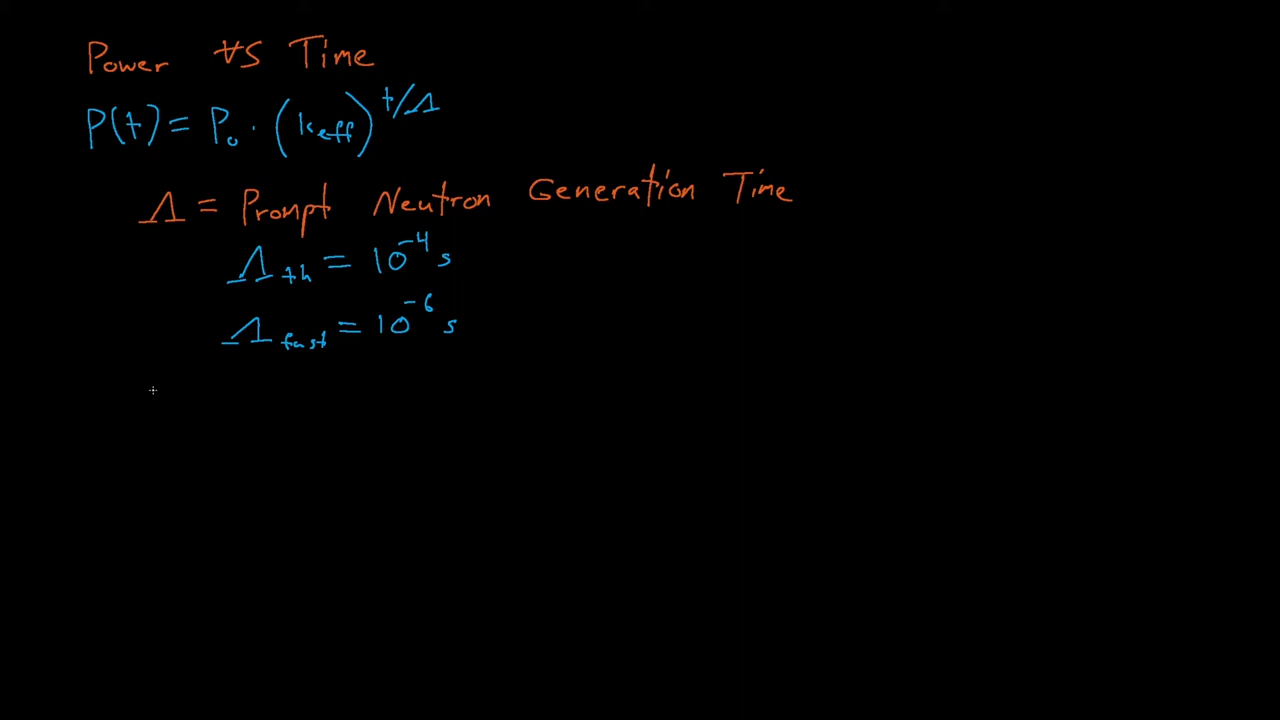 Power vs Time
P(t) = P₀ · (keff)^t/Λ
Λ = Prompt Neutron Generation Time
Λth = 10⁻⁴ s
Λfast = 10⁻⁶ s